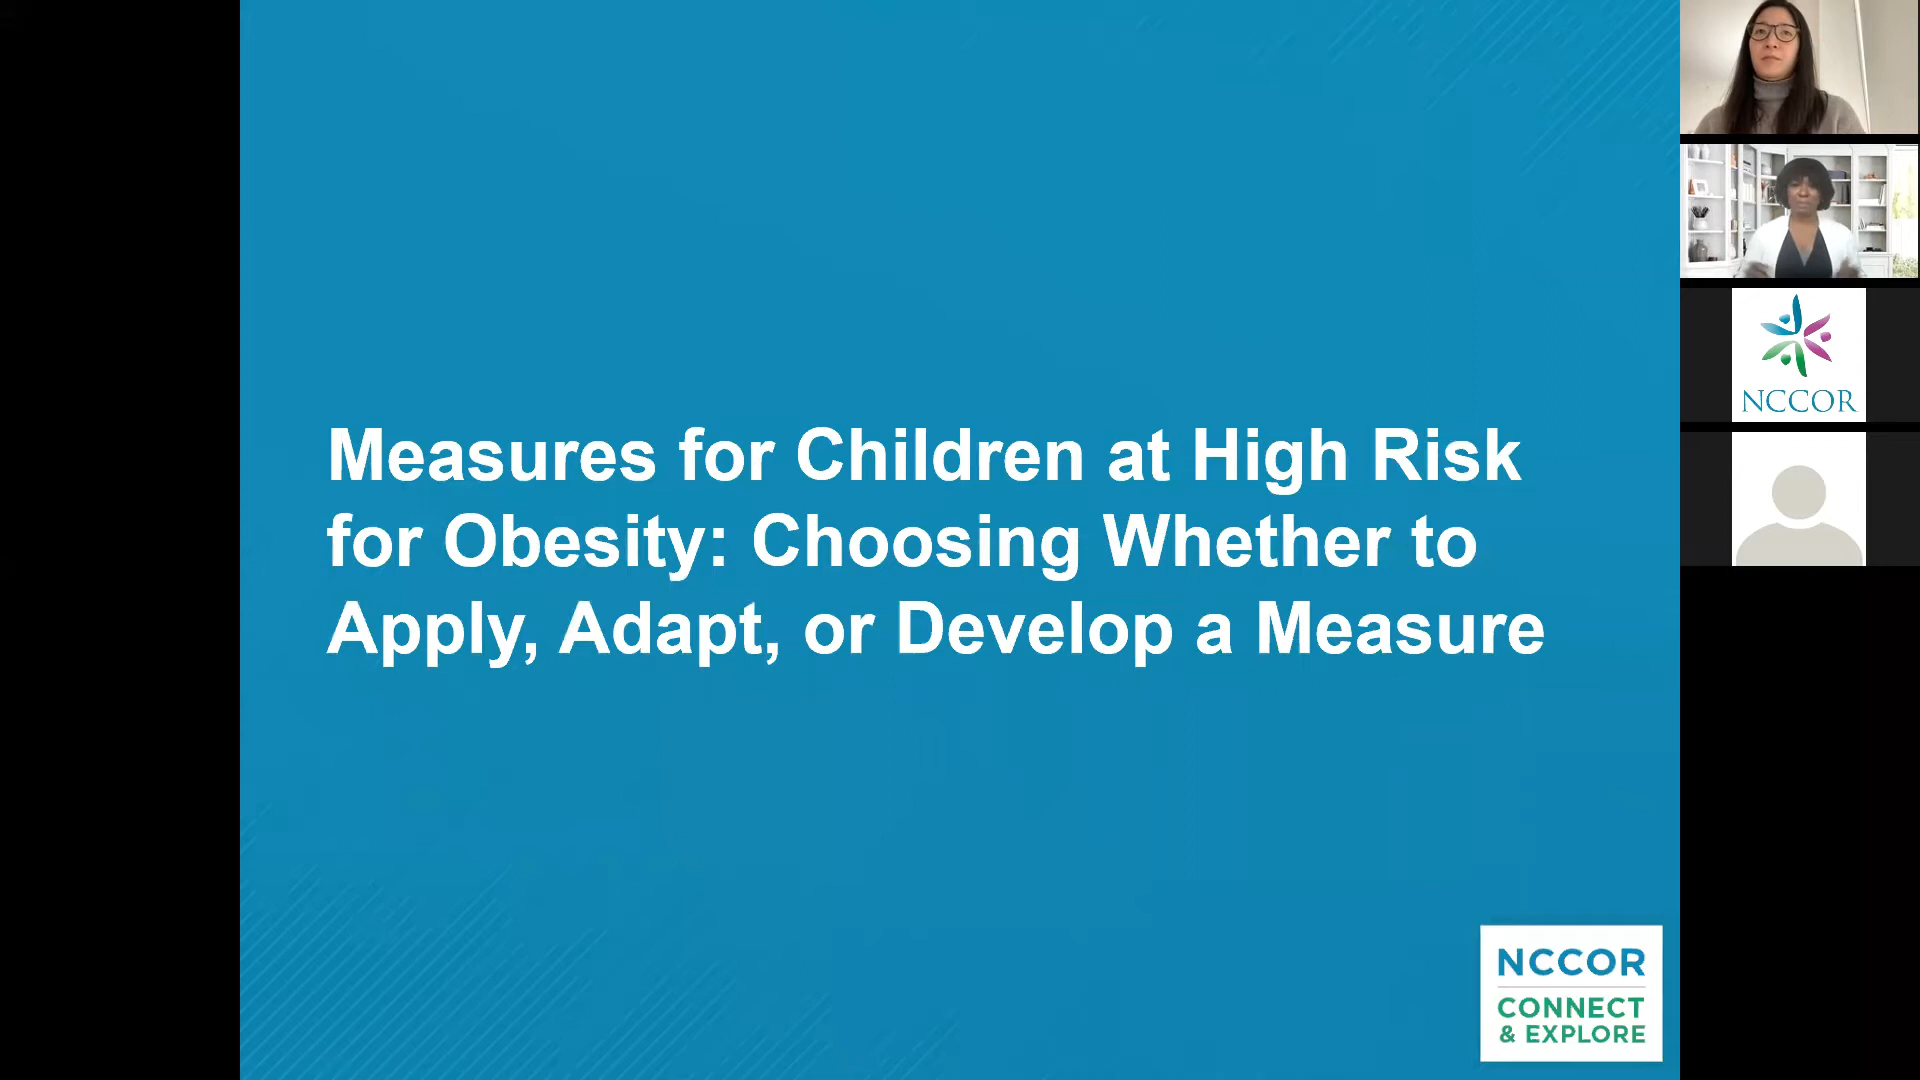 Measures for Children at High Risk
for Obesity: Choosing Whether to
Apply, Adapt, or Develop a Measure
NCCOR
CONNECT
& EXPLORE
NCCOR